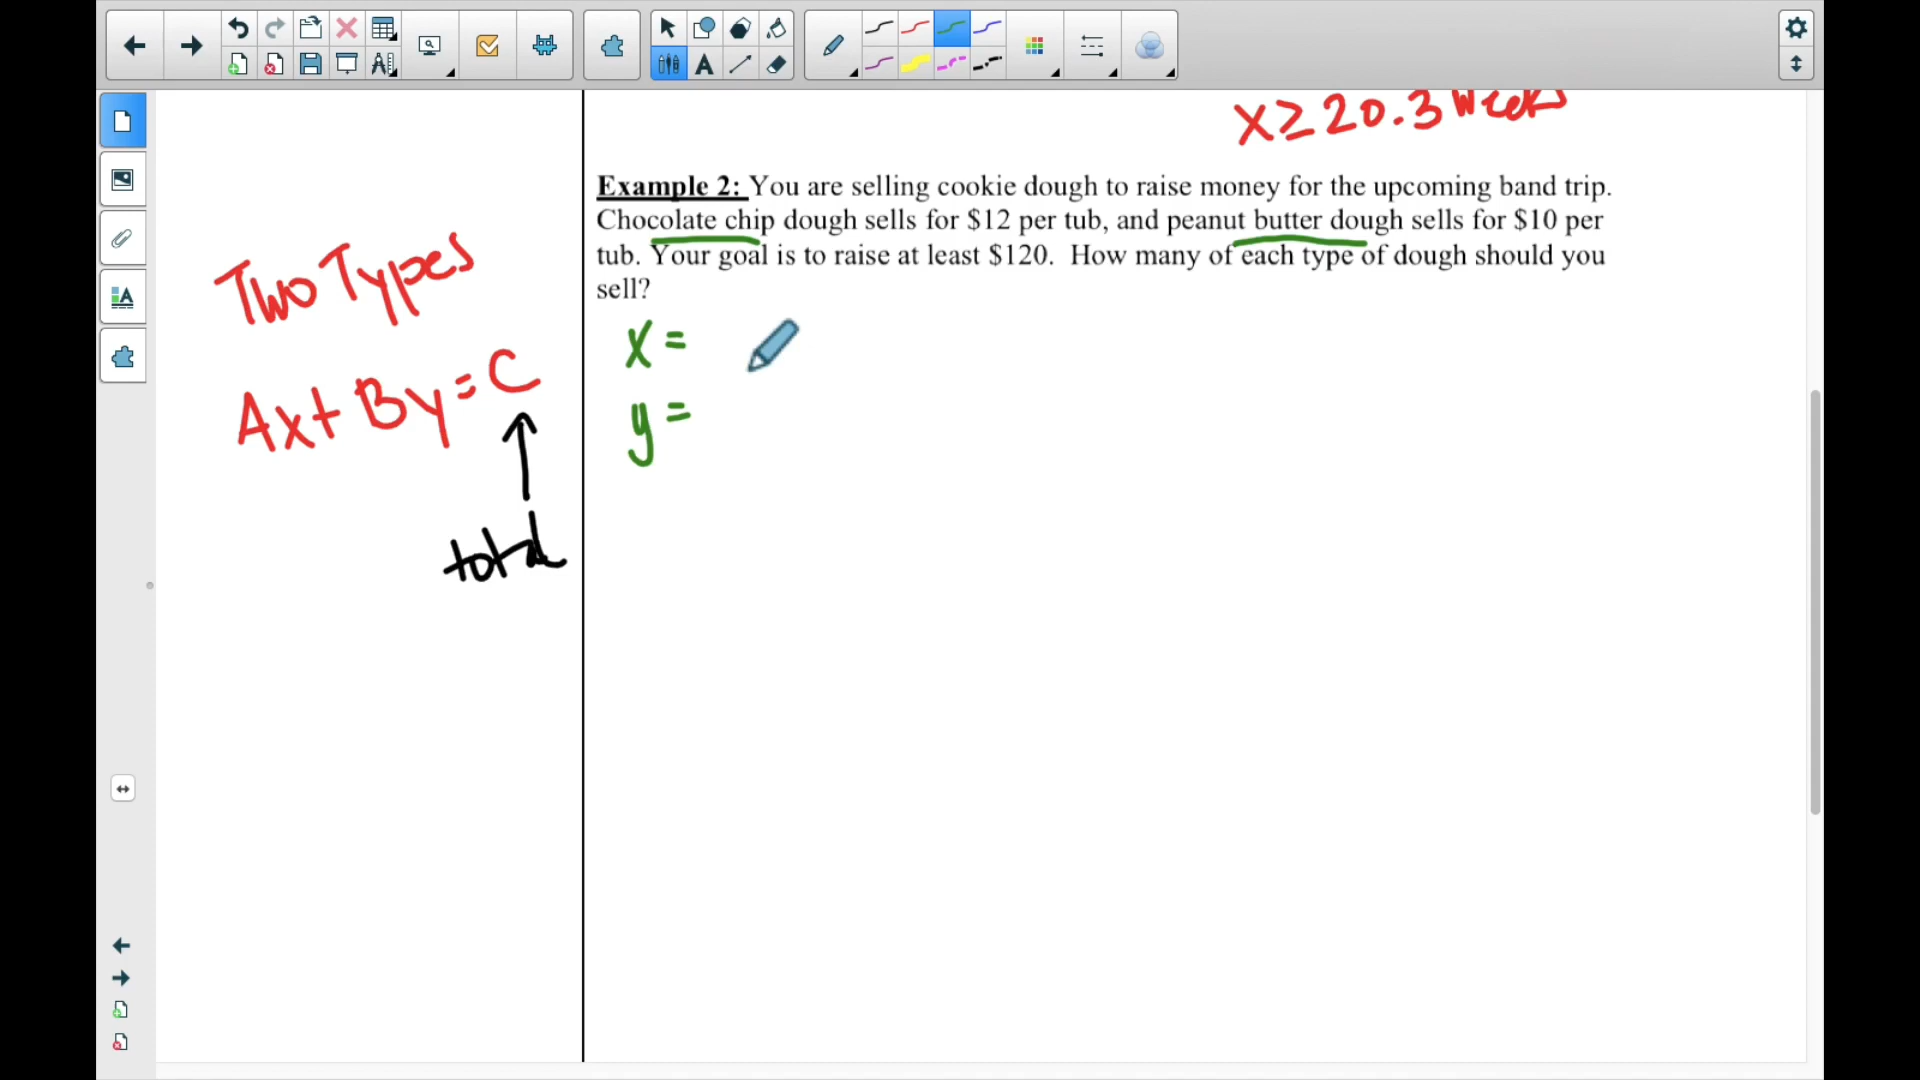 x ≥ 20.3 weeks
Example 2: You are selling cookie dough to raise money for the upcoming band trip.
Chocolate chip dough sells for $12 per tub, and peanut butter dough sells for $10 per
tub. Your goal is to raise at least $120. How many of each type of dough should you
sell?
Two Types
Ax + By = C
total
x =
y =